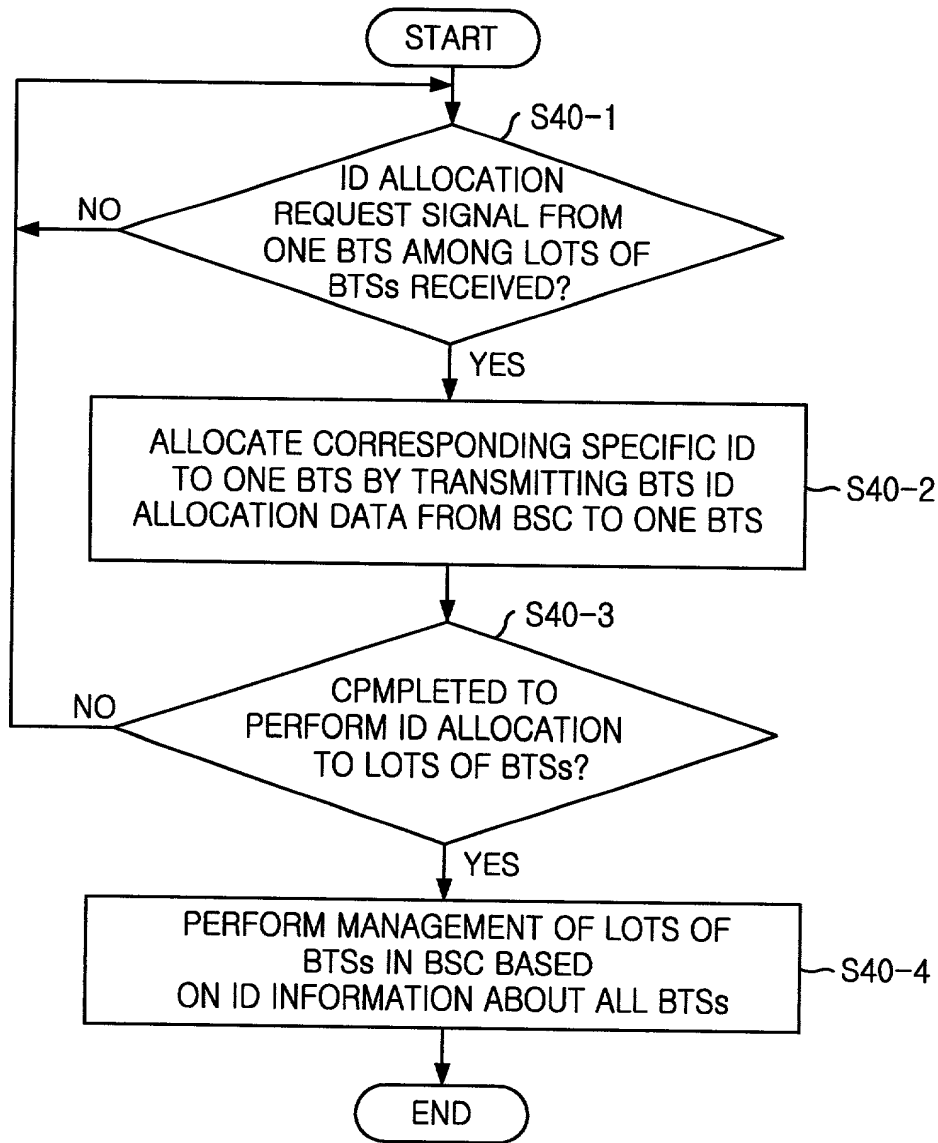 START
S40-1
ID ALLOCATION
REQUEST SIGNAL FROM
ONE BTS AMONG LOTS OF
BTSs RECEIVED?
NO
YES
ALLOCATE CORRESPONDING SPECIFIC ID
TO ONE BTS BY TRANSMITTING BTS ID
ALLOCATION DATA FROM BSC TO ONE BTS
S40-2
S40-3
CPMPLETED TO
PERFORM ID ALLOCATION
TO LOTS OF BTSs?
NO
YES
PERFORM MANAGEMENT OF LOTS OF
BTSs IN BSC BASED
ON ID INFORMATION ABOUT ALL BTSs
S40-4
END